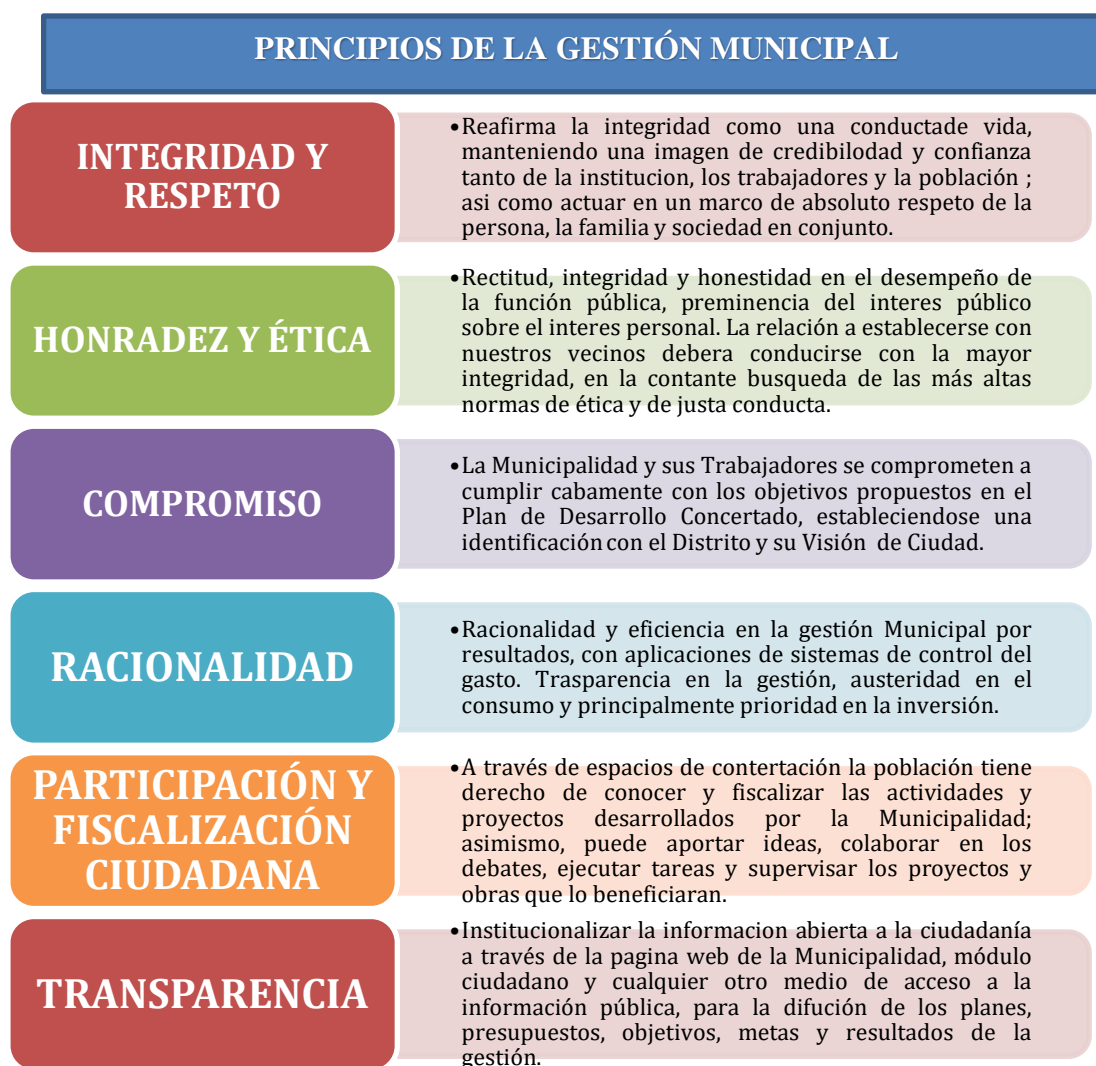 PRINCIPIOS DE LA GESTIÓN MUNICIPAL
INTEGRIDAD Y
RESPETO
•Reafirma la integridad como una conductade vida,
manteniendo una imagen de credibilodad y confianza
tanto de la institucion, los trabajadores y la población ;
asi como actuar en un marco de absoluto respeto de la
persona, la familia y sociedad en conjunto.
HONRADEZ Y ÉTICA
•Rectitud, integridad y honestidad en el desempeño de
la función pública, preminencia del interes público
sobre el interes personal. La relación a establecerse con
nuestros vecinos debera conducirse con la mayor
integridad, en la contante busqueda de las más altas
normas de ética y de justa conducta.
COMPROMISO
•La Municipalidad y sus Trabajadores se comprometen a
cumplir cabamente con los objetivos propuestos en el
Plan de Desarrollo Concertado, estableciendose una
identificación con el Distrito y su Visión de Ciudad.
RACIONALIDAD
•Racionalidad y eficiencia en la gestión Municipal por
resultados, con aplicaciones de sistemas de control del
gasto. Trasparencia en la gestión, austeridad en el
consumo y principalmente prioridad en la inversión.
PARTICIPACIÓN Y
FISCALIZACIÓN
CIUDADANA
•A través de espacios de contertación la población tiene
derecho de conocer y fiscalizar las actividades y
proyectos desarrollados por la Municipalidad;
asimismo, puede aportar ideas, colaborar en los
debates, ejecutar tareas y supervisar los proyectos y
obras que lo beneficiaran.
TRANSPARENCIA
•Institucionalizar la informacion abierta a la ciudadanía
a través de la pagina web de la Municipalidad, módulo
ciudadano y cualquier otro medio de acceso a la
información pública, para la difución de los planes,
presupuestos, objetivos, metas y resultados de la
gestión.